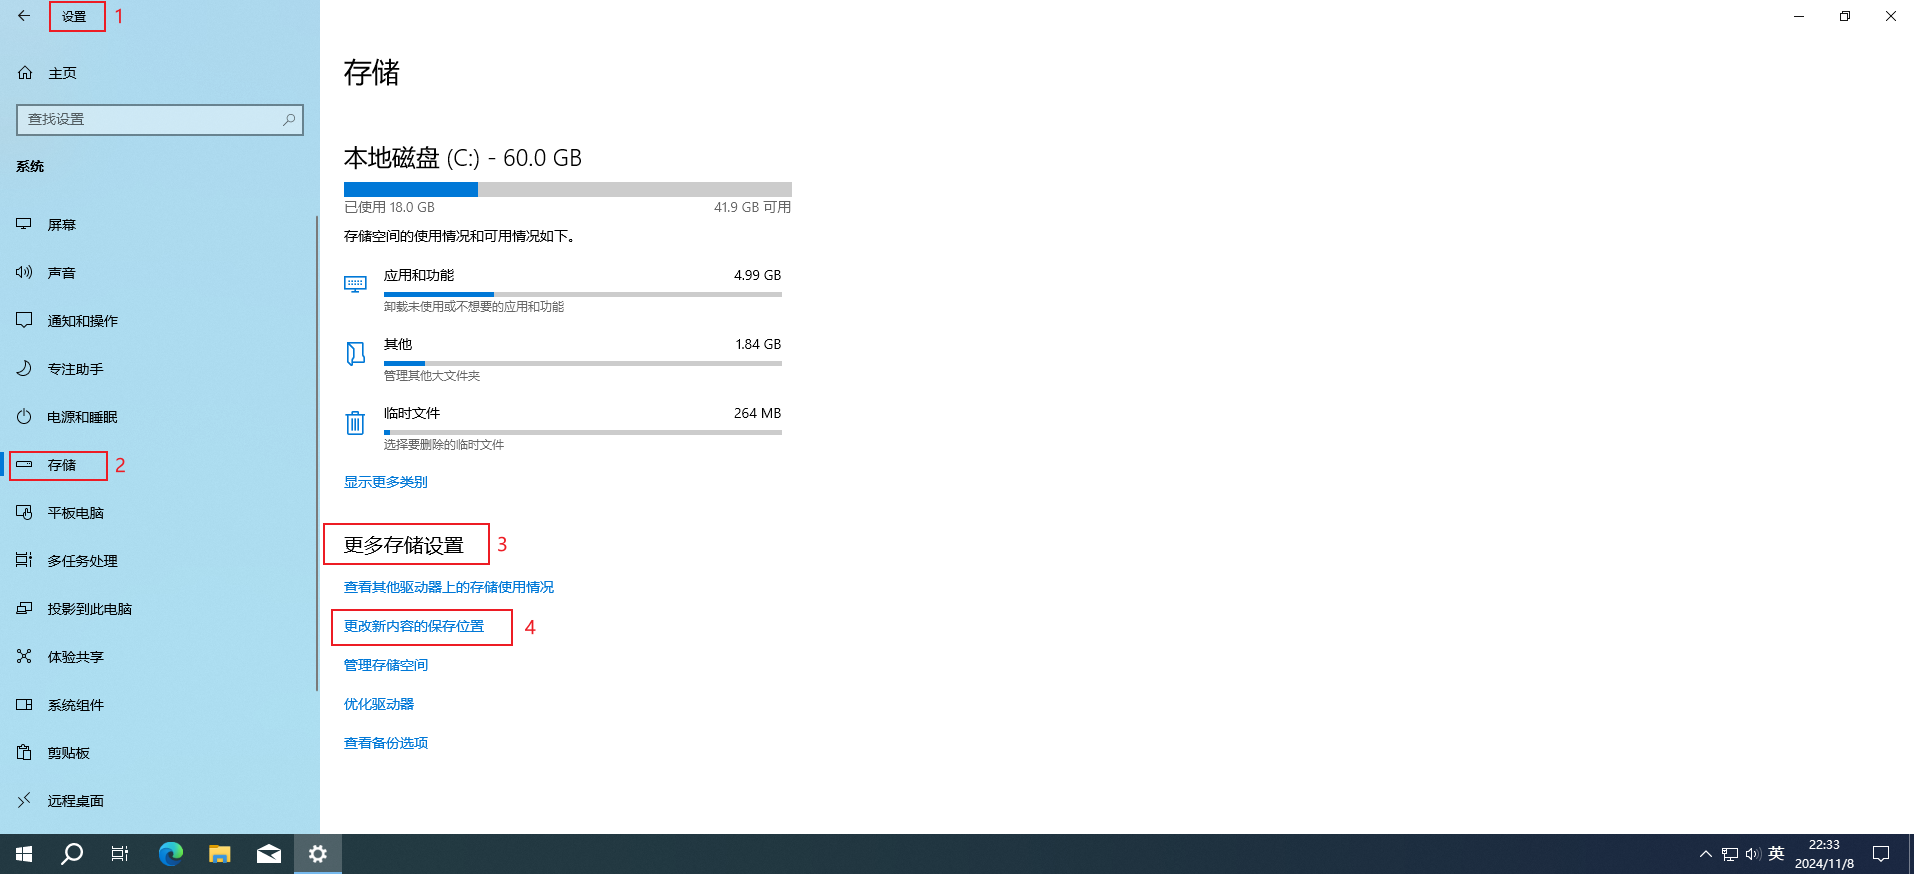 设置 1
主页
查找设置
系统
屏幕
声音
通知和操作
专注助手
电源和睡眠
存储 2
平板电脑
多任务处理
投影到此电脑
体验共享
系统组件
剪贴板
远程桌面
存储
本地磁盘 (C:) - 60.0 GB
已使用 18.0 GB 41.9 GB 可用
存储空间的使用情况和可用情况如下。
应用和功能 4.99 GB
卸载未使用或不想要的应用和功能
其他 1.84 GB
管理其他大文件夹
临时文件 264 MB
选择要删除的临时文件
显示更多类别
更多存储设置 3
查看其他驱动器上的存储使用情况
更改新内容的保存位置 4
管理存储空间
优化驱动器
查看备份选项
英
22:33
2024/11/8